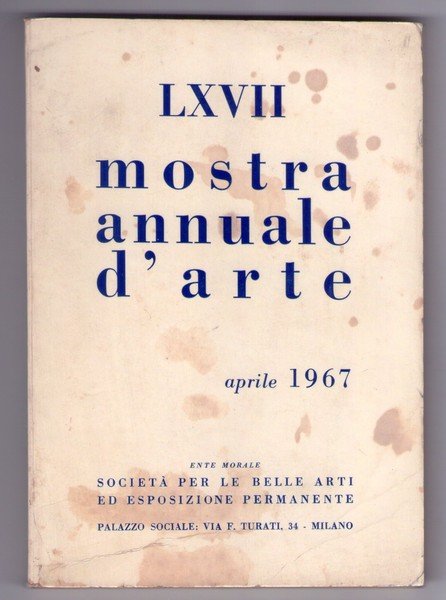 LXVII
mostra
annuale
d'arte
aprile 1967
ENTE MORALE
SOCIETÀ PER LE BELLE ARTI
ED ESPOSIZIONE PERMANENTE
PALAZZO SOCIALE: VIA F. TURATI, 34 - MILANO